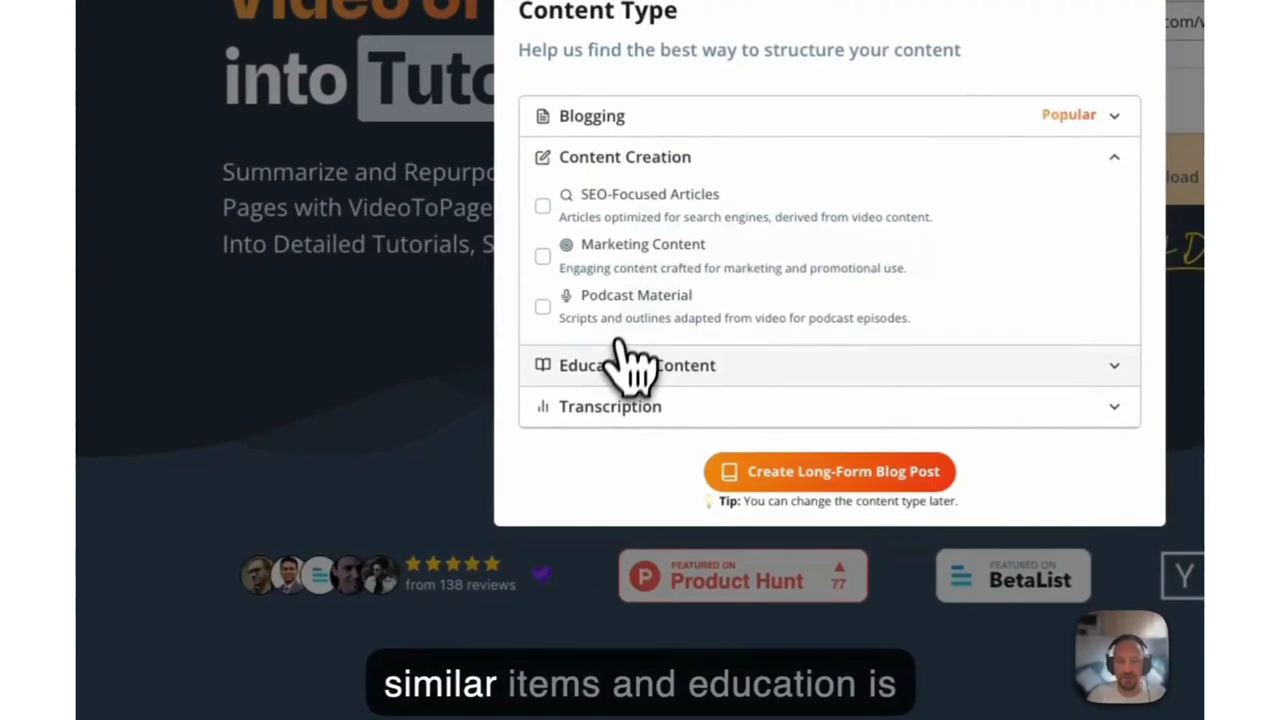 Video or
into Tuto
Summarize and Repurpo
Pages with VideoToPage
Into Detailed Tutorials, S
Content Type
Help us find the best way to structure your content
Blogging
Popular
Content Creation
SEO-Focused Articles
Articles optimized for search engines, derived from video content.
Marketing Content
Engaging content crafted for marketing and promotional use.
Podcast Material
Scripts and outlines adapted from video for podcast episodes.
Educa Content
Transcription
Create Long-Form Blog Post
Tip: You can change the content type later.
com/v
load
from 138 reviews
P
FEATURED ON
Product Hunt
77
FEATURED ON
BetaList
Y
similar items and education is